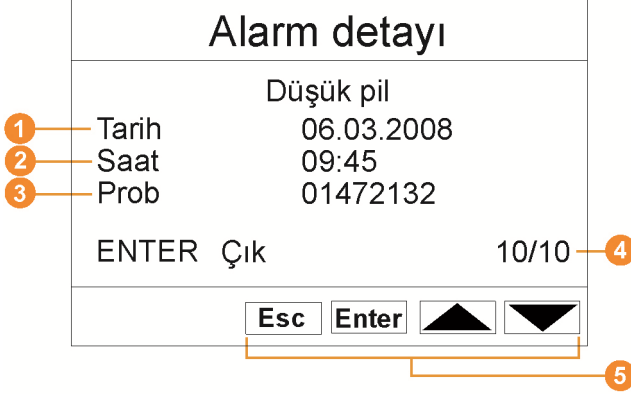 Alarm detayı
Düşük pil
1 Tarih 06.03.2008
2 Saat 09:45
3 Prob 01472132
ENTER Çık 10/10 4
Esc Enter
5